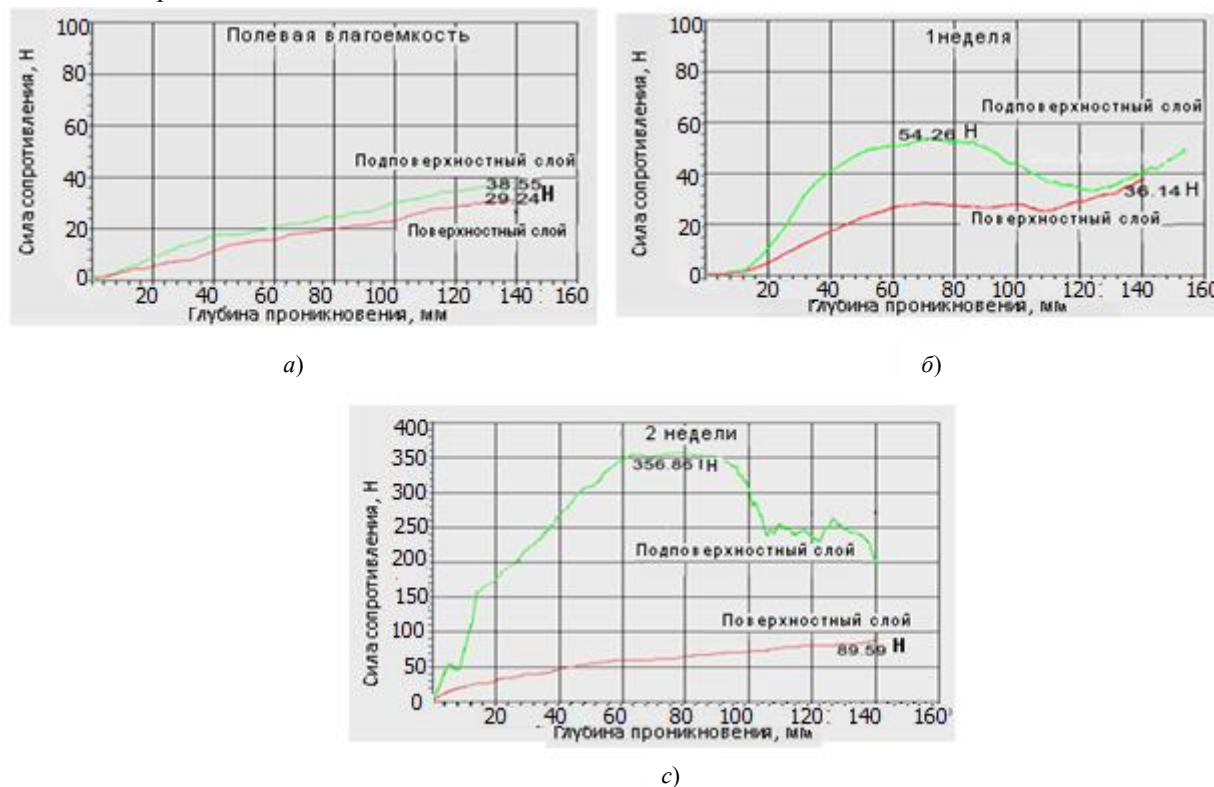 100
80
60
40
20
0
Сила сопротивления, Н
Полевая влагоемкость
Подповерхностный слой
38.55
29.24 Н
Поверхностный слой
20 40 60 80 100 120 140 160
Глубина проникновения, мм
а)
100
80
60
40
20
0
Сила сопротивления, Н
1неделя
Подповерхностный слой
54.26 Н
36.14 Н
Поверхностный слой
20 40 60 80 100 120 140 160
Глубина проникновения, мм
б)
400
350
300
250
200
150
100
50
0
Сила сопротивления, Н
2 недели
Н
Подповерхностный слой
Поверхностный слой
89.59 Н
20 40 60 80 100 120 140 160
Глубина проникновения, мм
с)